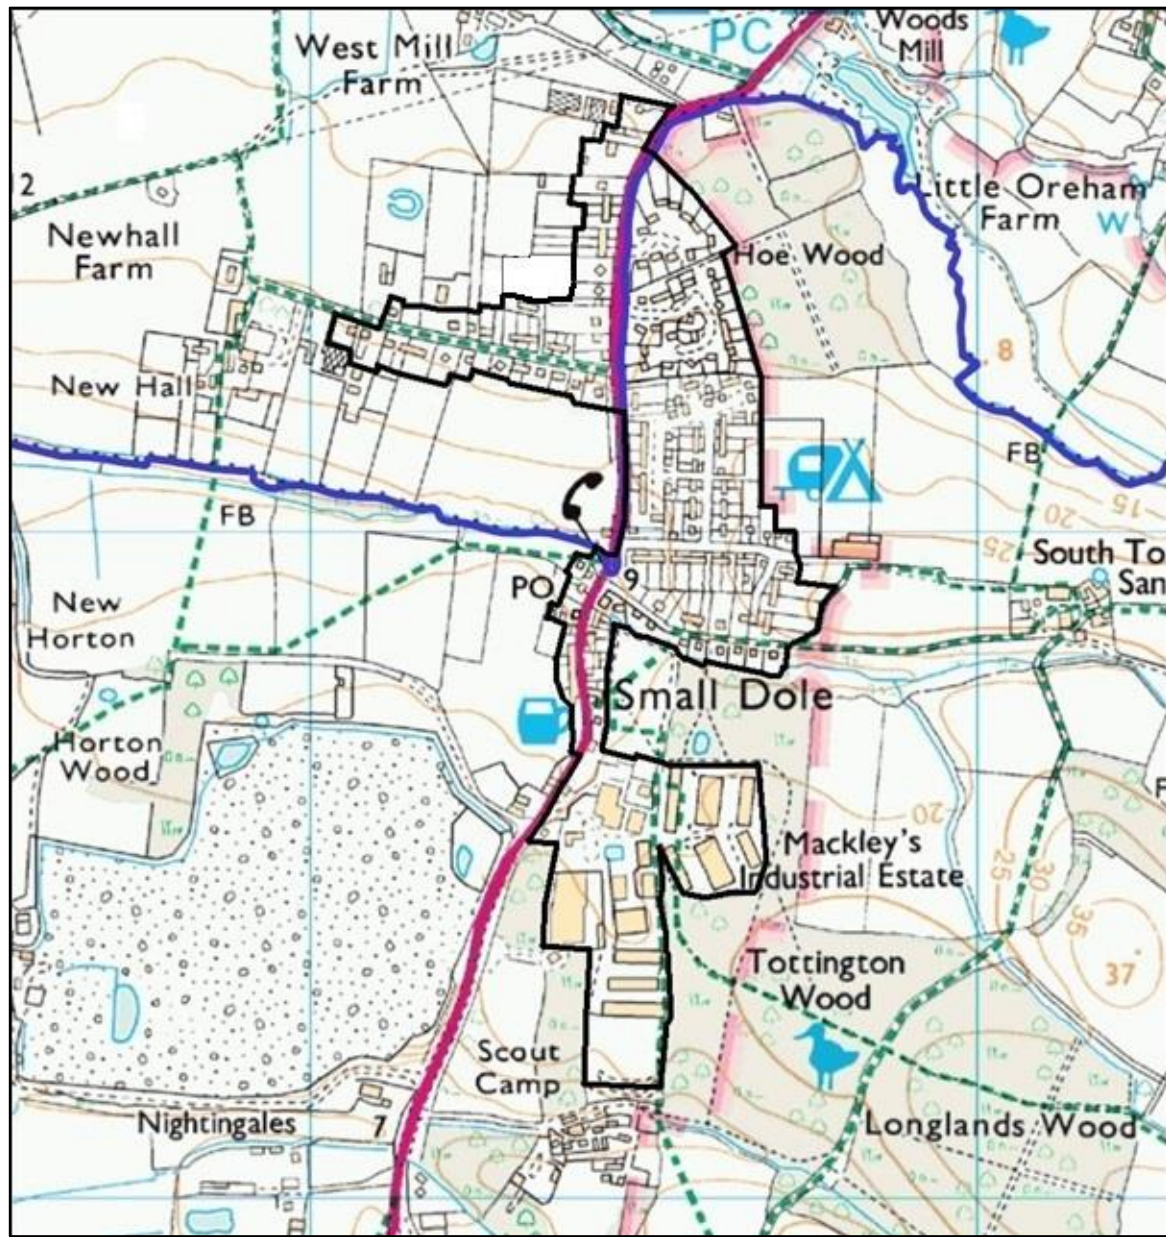 PC
Woods
Mill
West Mill
Farm
2
Little Oreham
Farm
W
Newhall
Farm
Hoe Wood
8
New Hall
FB
15
20
25
FB
South To
San
PO
9
New
Horton
Small Dole
Horton
Wood
F
20
25
30
35
Mackley's
Industrial Estate
37
Tottington
Wood
Scout
Camp
Nightingales
7
Longlands Wood